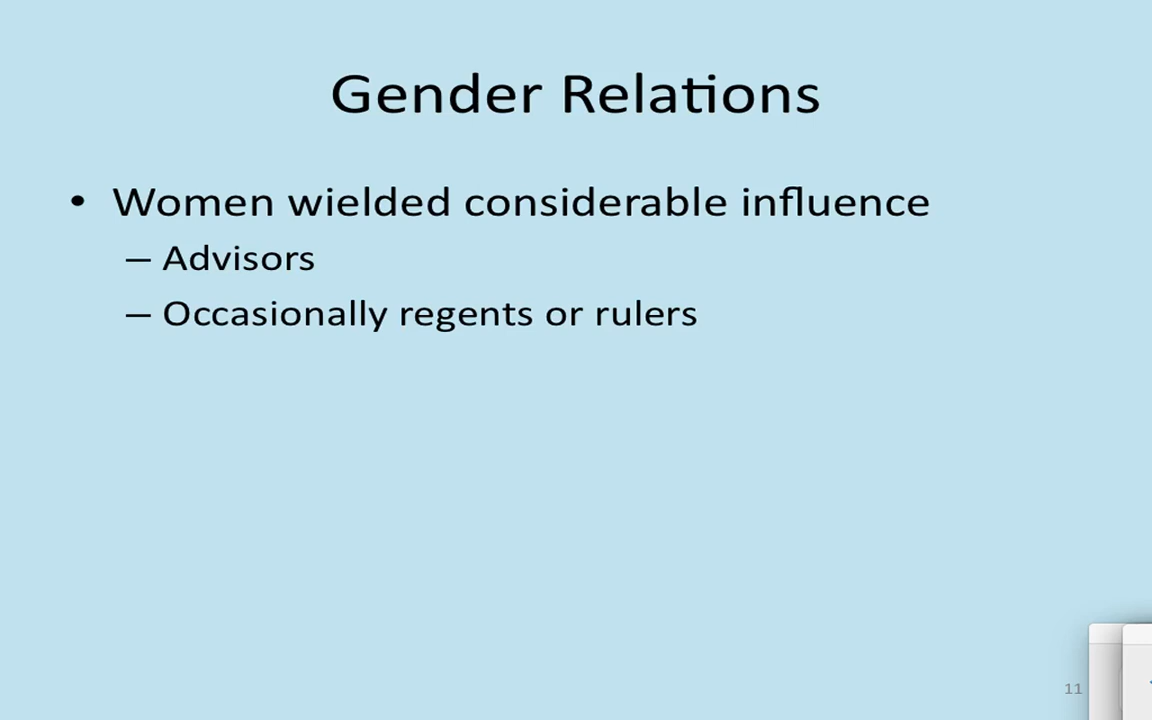 Gender Relations
• Women wielded considerable influence
– Advisors
– Occasionally regents or rulers
11